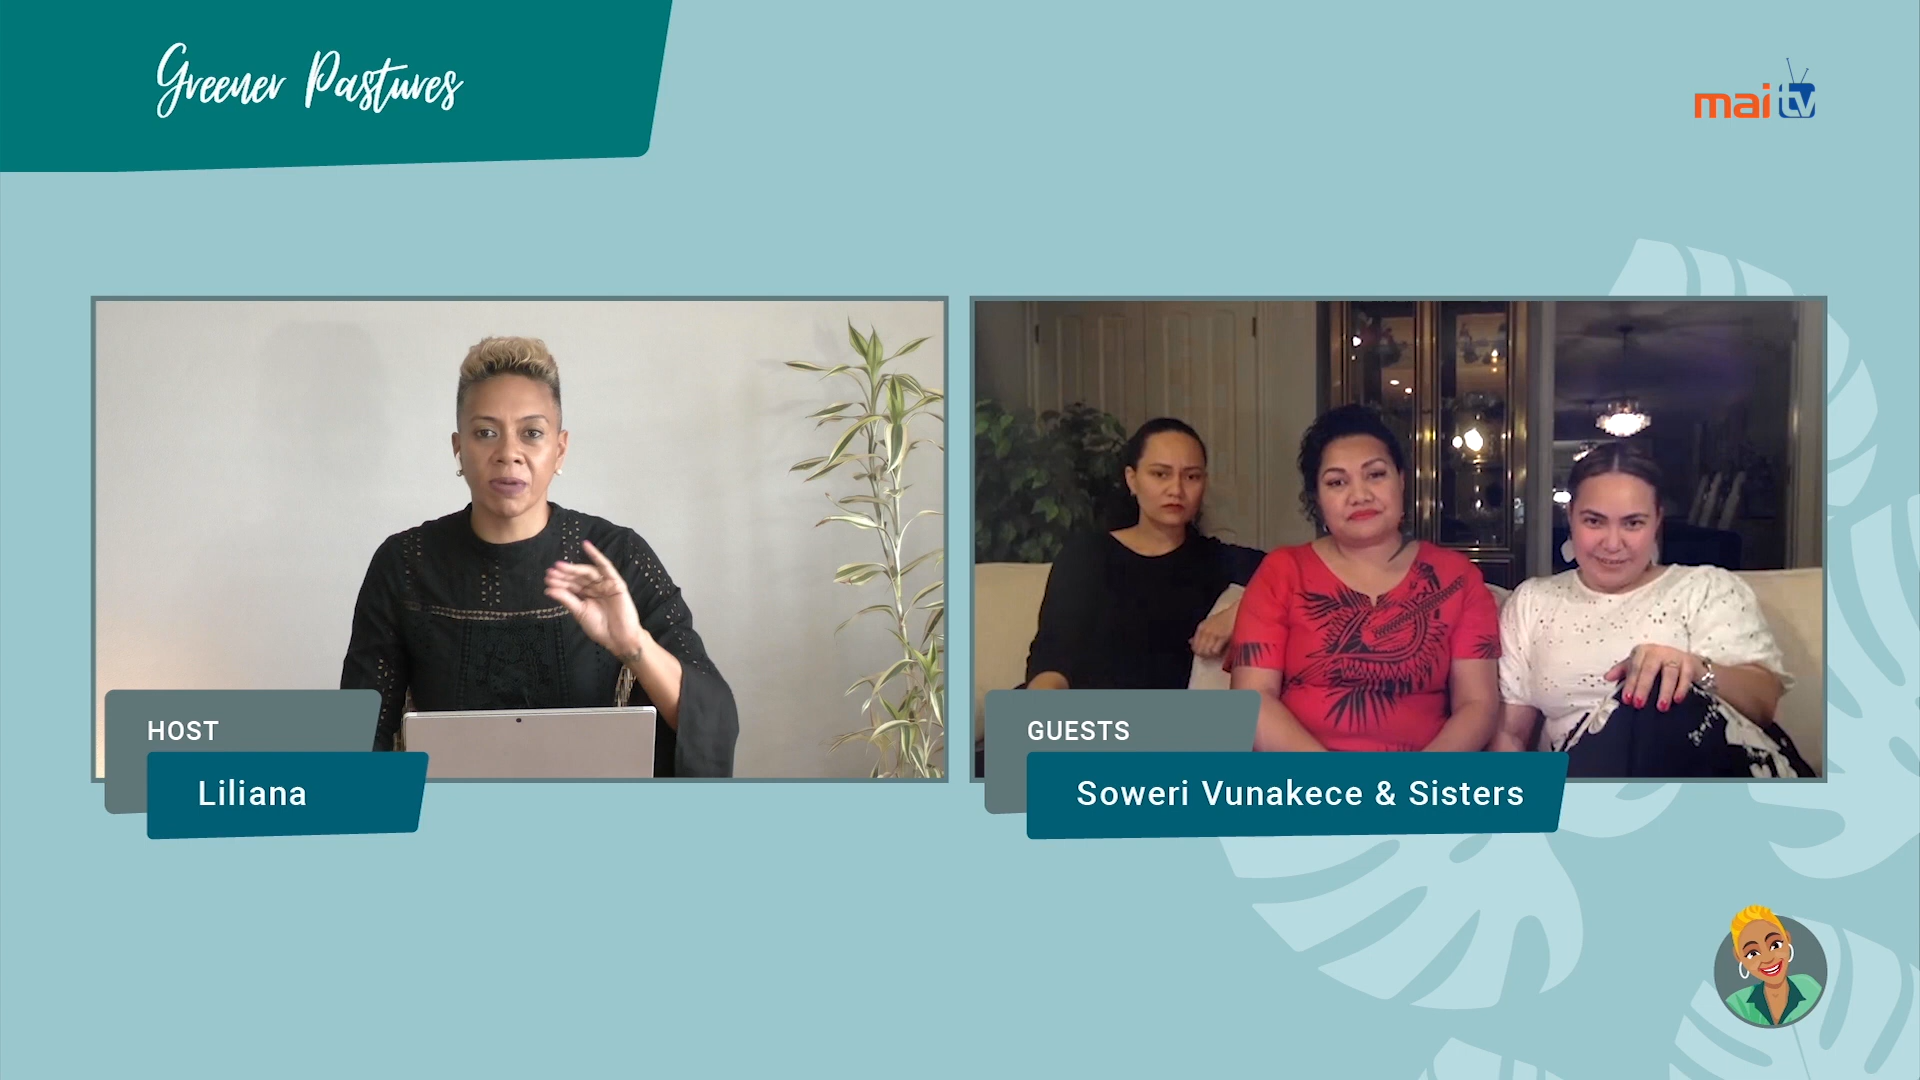 Greener Pastures
mai tv
HOST
Liliana
GUESTS
Soweri Vunakece & Sisters